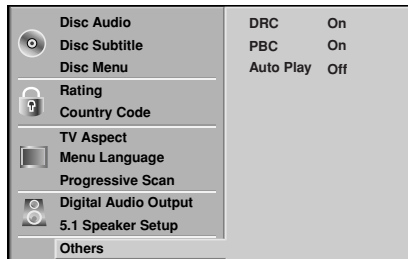 Disc Audio
Disc Subtitle
Disc Menu
Rating
Country Code
TV Aspect
Menu Language
Progressive Scan
Digital Audio Output
5.1 Speaker Setup
Others
DRC On
PBC On
Auto Play Off